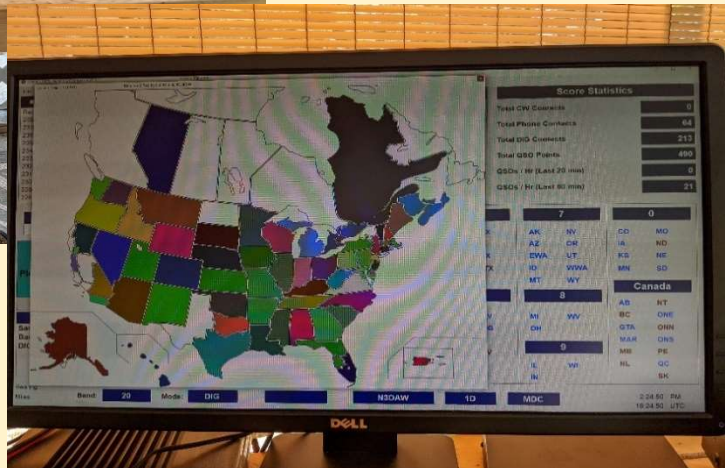 Score Statistics
Total CW Contacts 0
Total Phone Contacts 64
Total DIG Contacts 213
Total QSO Points 490
QSOs / Hr (Last 20 min) 0
QSOs / Hr (Last 60 min) 21
7 0
AK NV CO MO
AZ OR IA ND
EWA UT KS NE
ID WWA MN SD
MT WY
8 Canada
MI WV AB NT
OH BC ONE
GTA ONN
9 MAR ONS
MB PE
IL WI NL QC
IN SK
Band: 20 Mode: DIG N3DAW 1D MDC
2:24:50 PM
18:24:50 UTC
DELL